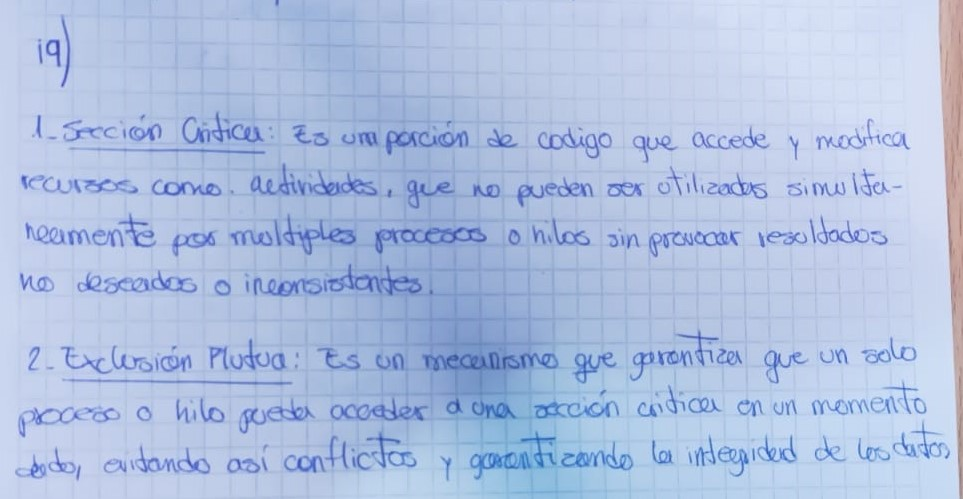 19)
1- Sección Crítica: Es una porción de codigo que accede y modifica
recursos como. actividades, que no pueden ser utilizados simulta-
neamente por multiples procesos o hilos sin provocar resultados
no deseados o inconsistentes.
2- Exclusión Mutua: Es un mecanismo que garantiza que un solo
proceso o hilo pueda acceder a una sección critica en un momento
dado, evitando así conflictos y garantizando la integridad de los datos